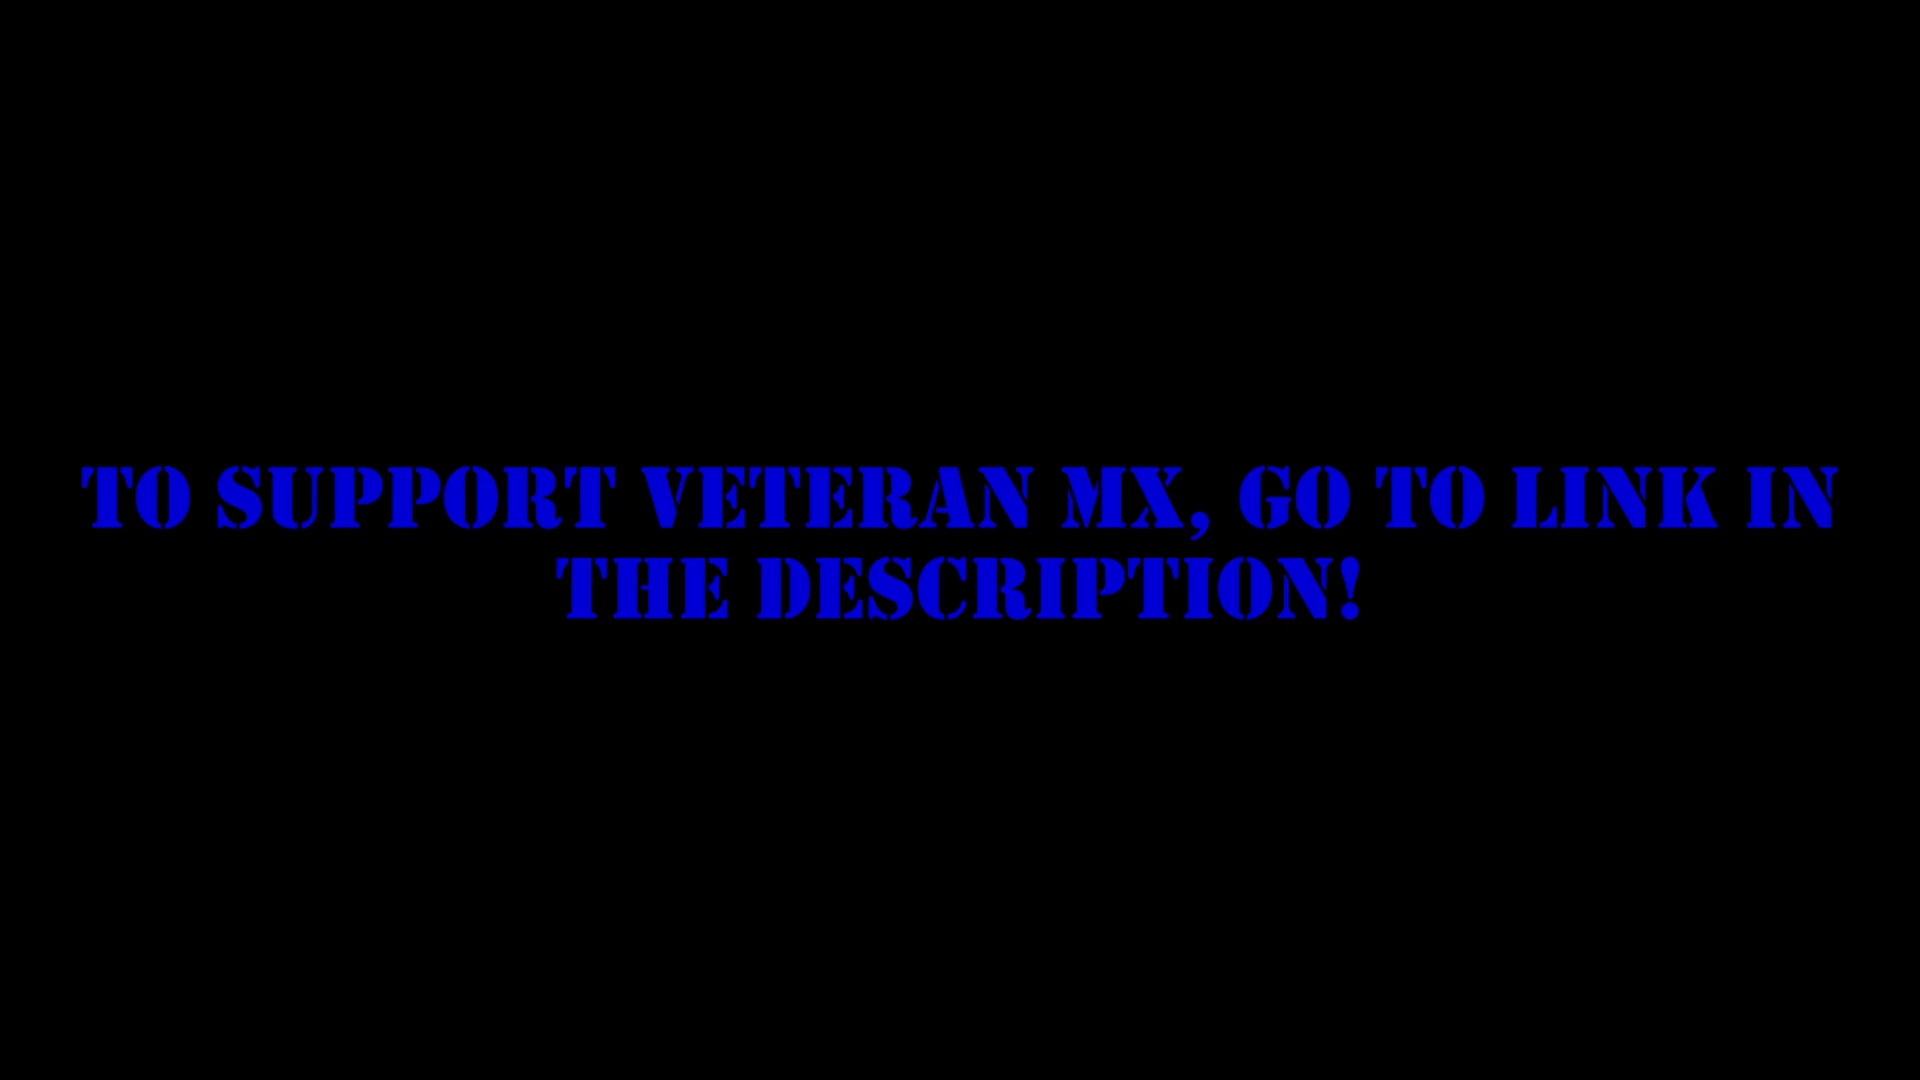 TO SUPPORT VETERAN MX, GO TO LINK IN
THE DESCRIPTION!